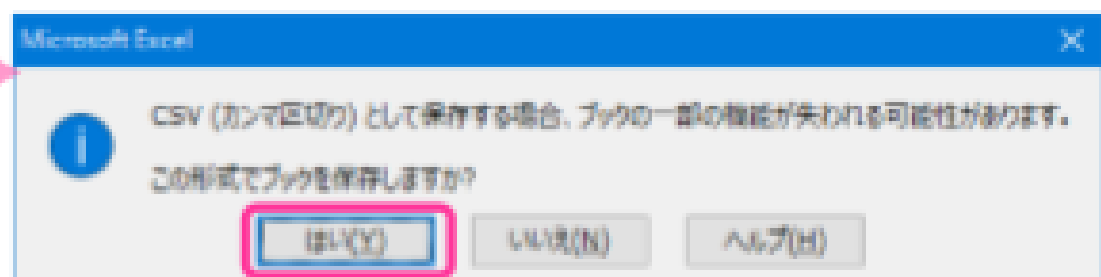 Microsoft Excel
CSV (カンマ区切り) として保存する場合、ブックの一部の機能が失われる可能性があります。
この形式でブックを保存しますか?
はい(Y) いいえ(N) ヘルプ(H)